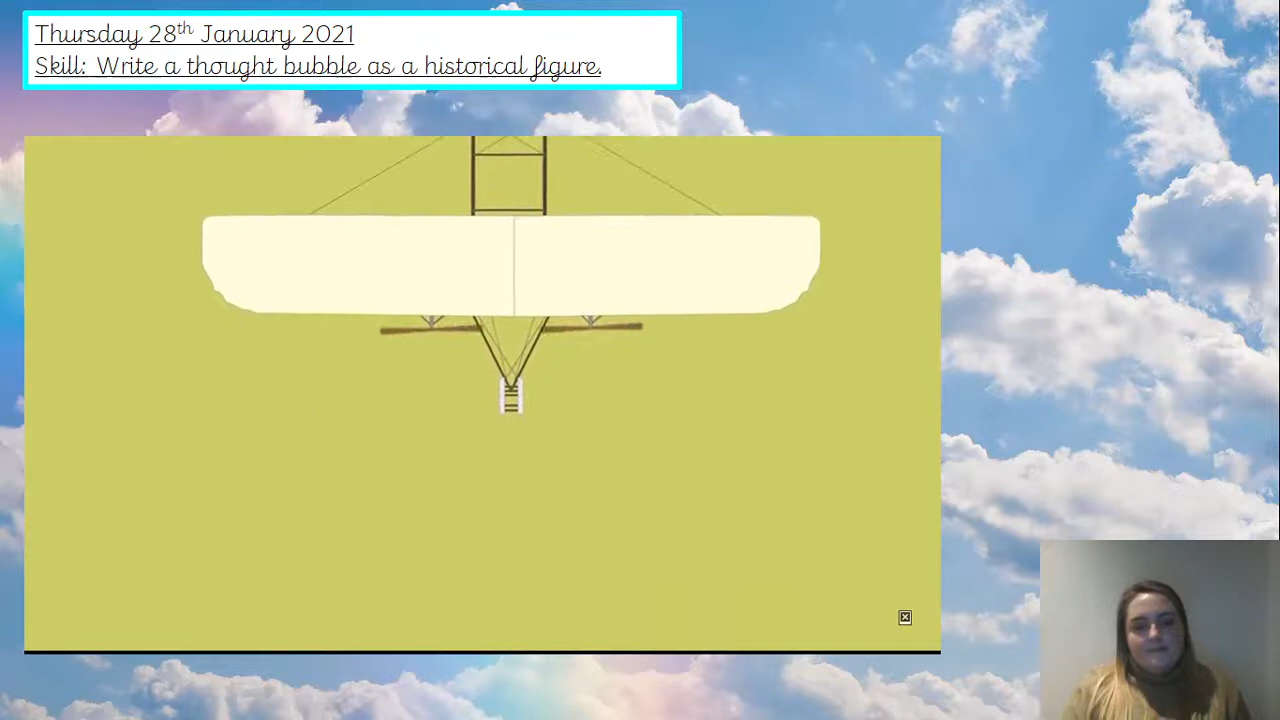 Thursday 28th January 2021
Skill: Write a thought bubble as a historical figure.